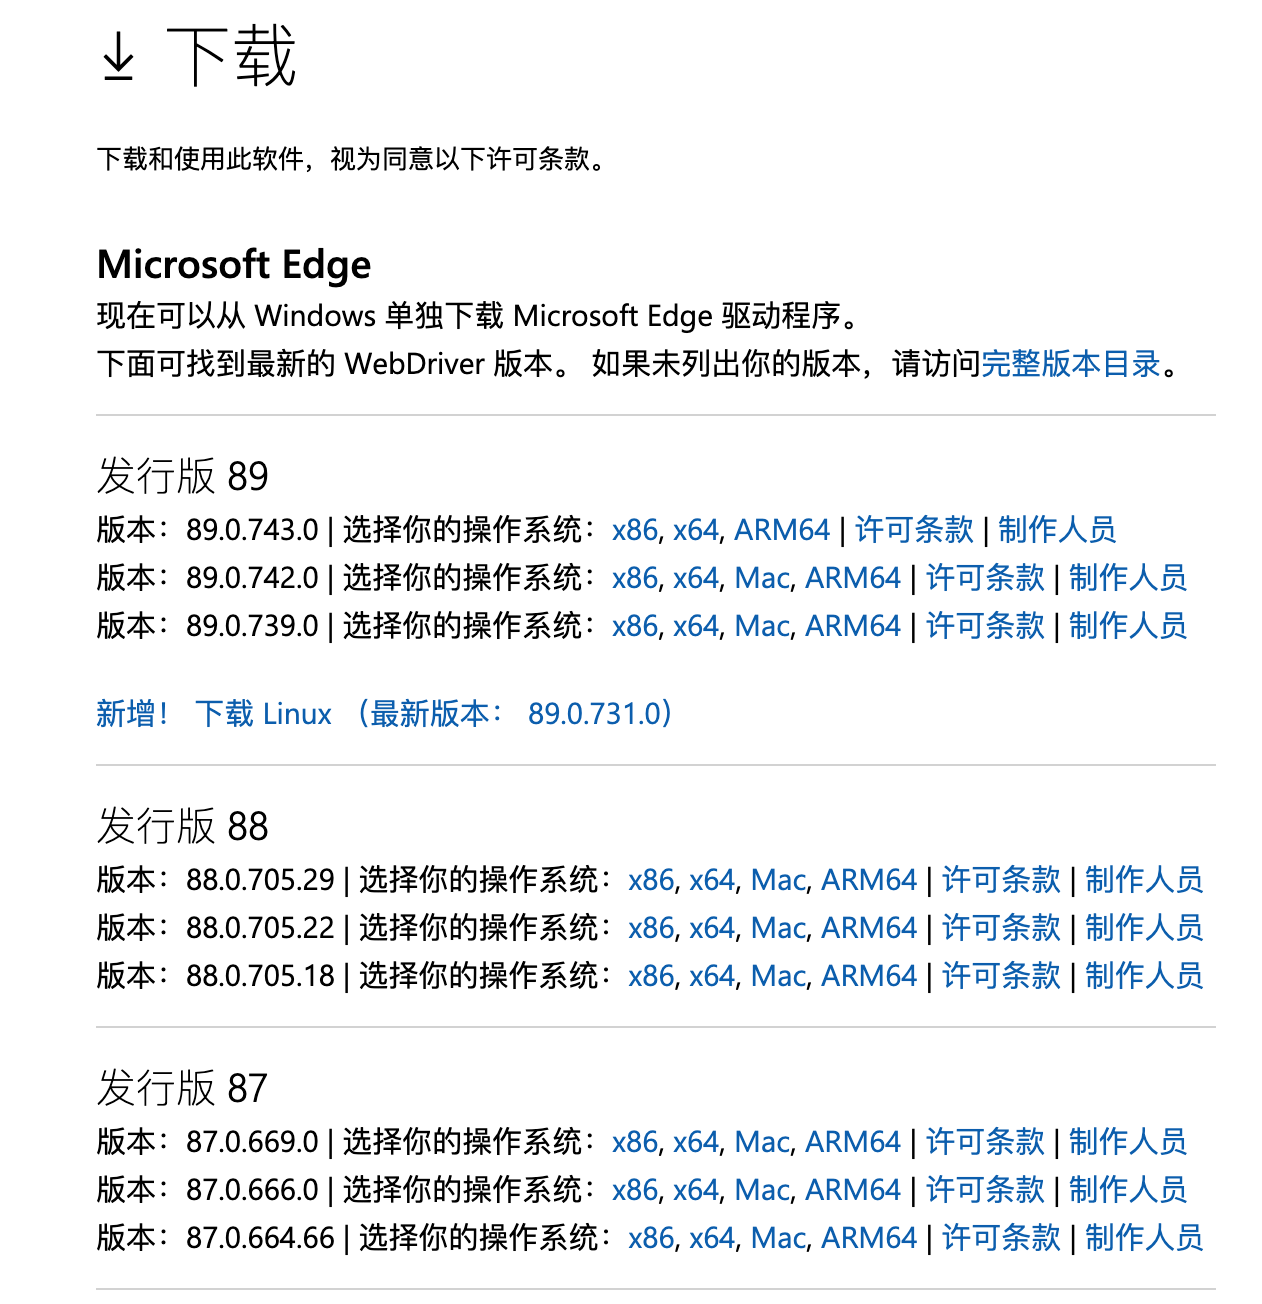 下载
下载和使用此软件，视为同意以下许可条款。
Microsoft Edge
现在可以从 Windows 单独下载 Microsoft Edge 驱动程序。
下面可找到最新的 WebDriver 版本。 如果未列出你的版本，请访问完整版本目录。
发行版 89
版本：89.0.743.0 | 选择你的操作系统：x86, x64, ARM64 | 许可条款 | 制作人员
版本：89.0.742.0 | 选择你的操作系统：x86, x64, Mac, ARM64 | 许可条款 | 制作人员
版本：89.0.739.0 | 选择你的操作系统：x86, x64, Mac, ARM64 | 许可条款 | 制作人员
新增！ 下载 Linux （最新版本： 89.0.731.0）
发行版 88
版本：88.0.705.29 | 选择你的操作系统：x86, x64, Mac, ARM64 | 许可条款 | 制作人员
版本：88.0.705.22 | 选择你的操作系统：x86, x64, Mac, ARM64 | 许可条款 | 制作人员
版本：88.0.705.18 | 选择你的操作系统：x86, x64, Mac, ARM64 | 许可条款 | 制作人员
发行版 87
版本：87.0.669.0 | 选择你的操作系统：x86, x64, Mac, ARM64 | 许可条款 | 制作人员
版本：87.0.666.0 | 选择你的操作系统：x86, x64, Mac, ARM64 | 许可条款 | 制作人员
版本：87.0.664.66 | 选择你的操作系统：x86, x64, Mac, ARM64 | 许可条款 | 制作人员